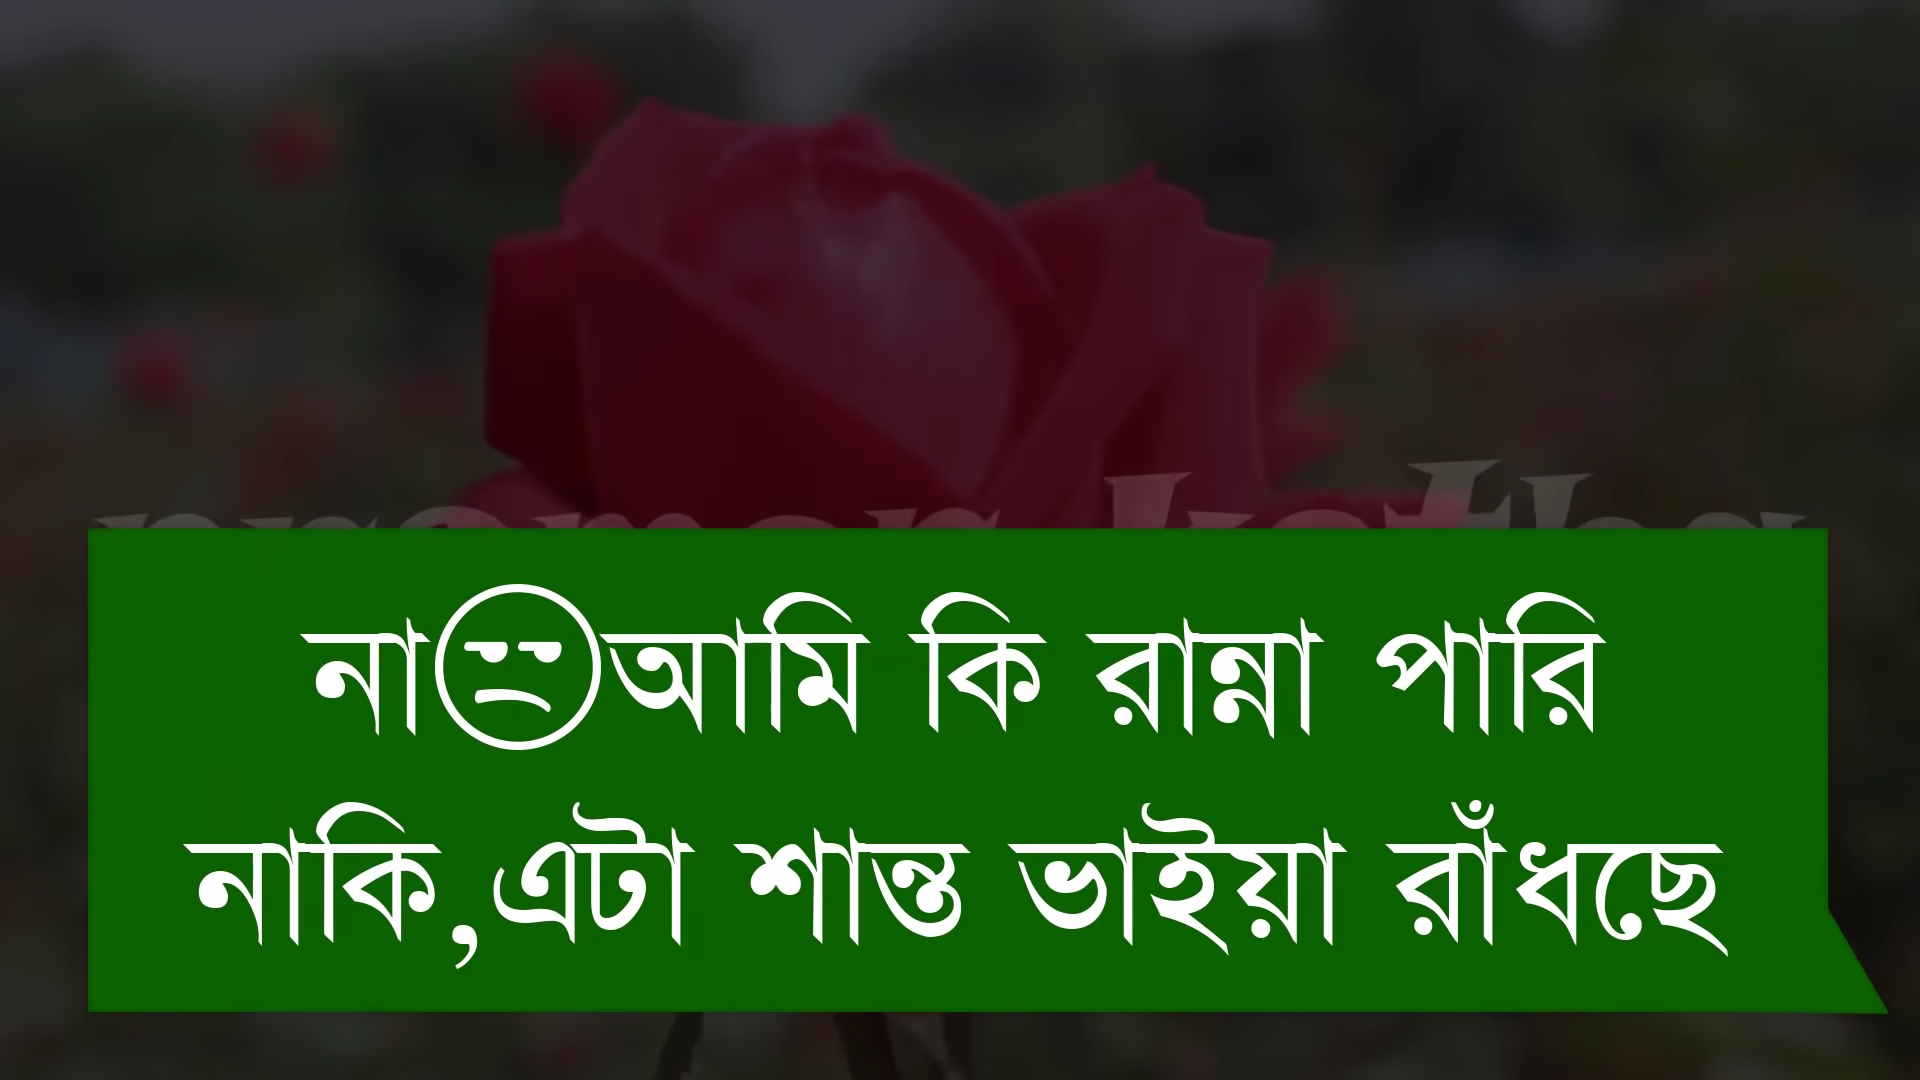 না😒আমি কি রান্না পারি
নাকি,এটা শান্ত ভাইয়া রাঁধছে